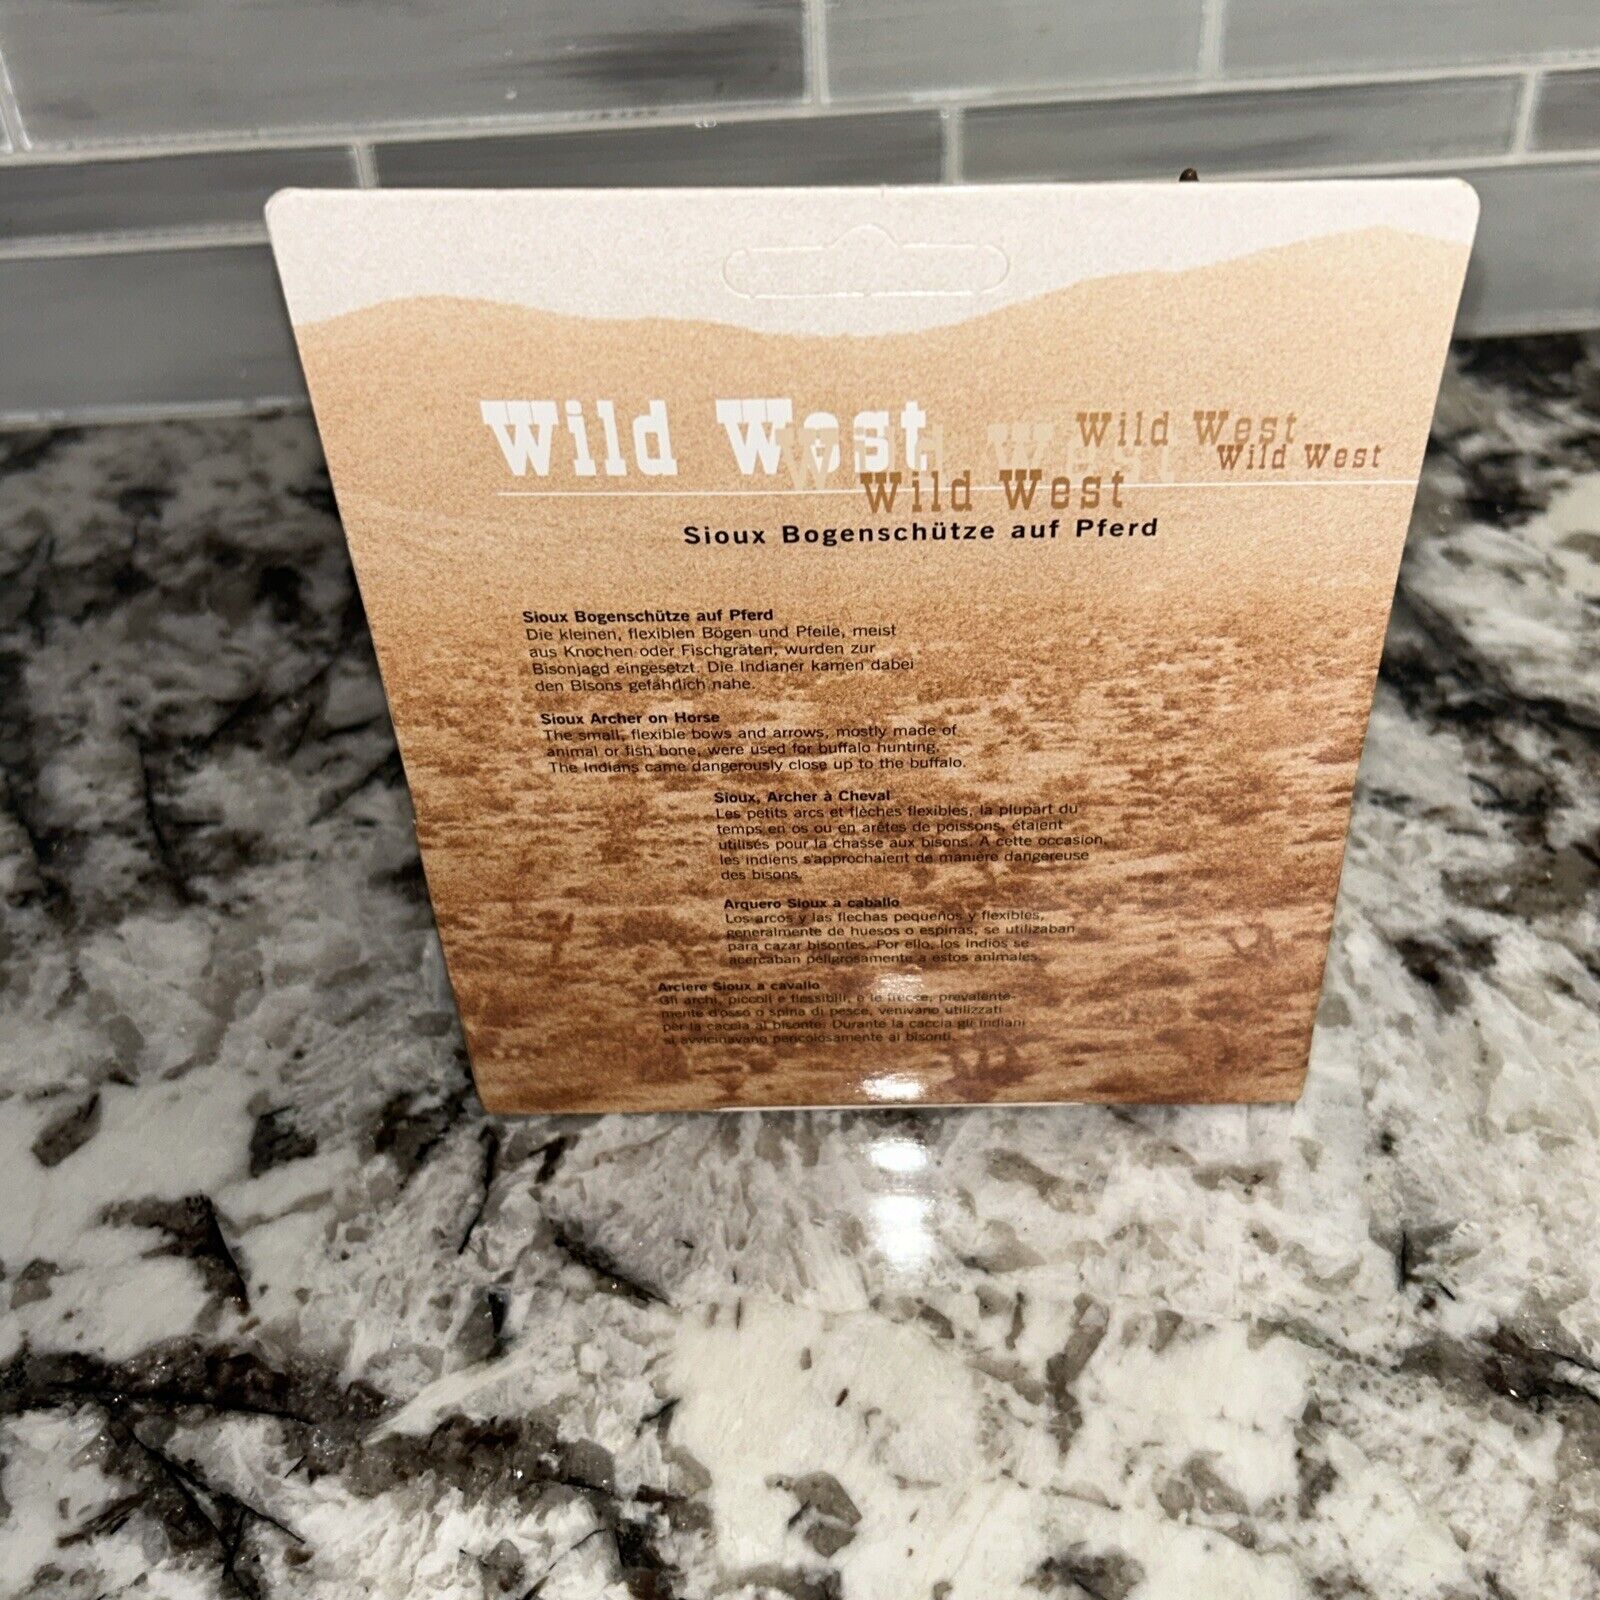 Wild West
Wild West
Wild West
Wild West
Wild West
Sioux Bogenschütze auf Pferd
Sioux Bogenschütze auf Pferd
Die kleinen, flexiblen Bögen und Pfeile, meist
aus Knochen oder Fischgräten, wurden zur
Bisonjagd eingesetzt. Die Indianer kamen dabei
den Bisons gefährlich nahe.
Sioux Archer on Horse
The small, flexible bows and arrows, mostly made of
animal or fish bone, were used for buffalo hunting.
The Indians came dangerously close up to the buffalo.
Sioux, Archer à Cheval
Les petits arcs et flèches flexibles, la plupart du
temps en os ou en arêtes de poissons, étaient
utilisés pour la chasse aux bisons. A cette occasion,
les indiens s'approchaient de manière dangereuse
des bisons.
Arquero Sioux a caballo
Los arcos y las flechas pequeños y flexibles,
generalmente de huesos o espinas, se utilizaban
para cazar bisontes. Por ello, los indios se
acercaban peligrosamente a estos animales.
Arciere Sioux a cavallo
Gli archi, piccoli e flessibili, e le frecce, prevalente-
mente d'osso o spina di pesce, venivano utilizzati
per la caccia al bisonte. Durante la caccia gli indiani
si avvicinavano pericolosamente ai bisonti.